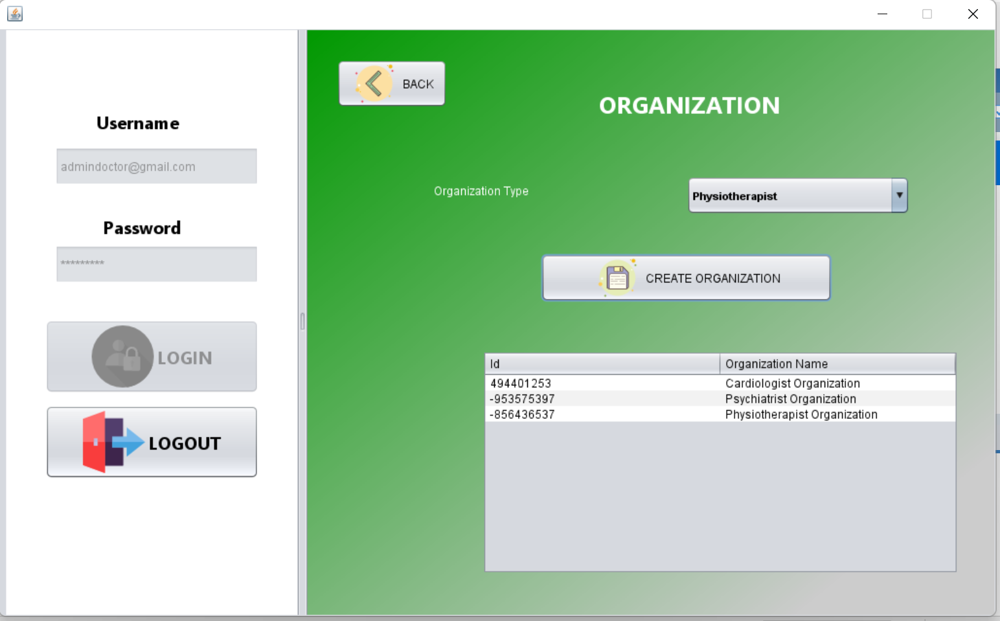 Username
admindoctor@gmail.com
Password
*********
LOGIN
LOGOUT
BACK
ORGANIZATION
Organization Type
Physiotherapist
CREATE ORGANIZATION
Id Organization Name
494401253 Cardiologist Organization
-953575397 Psychiatrist Organization
-856436537 Physiotherapist Organization